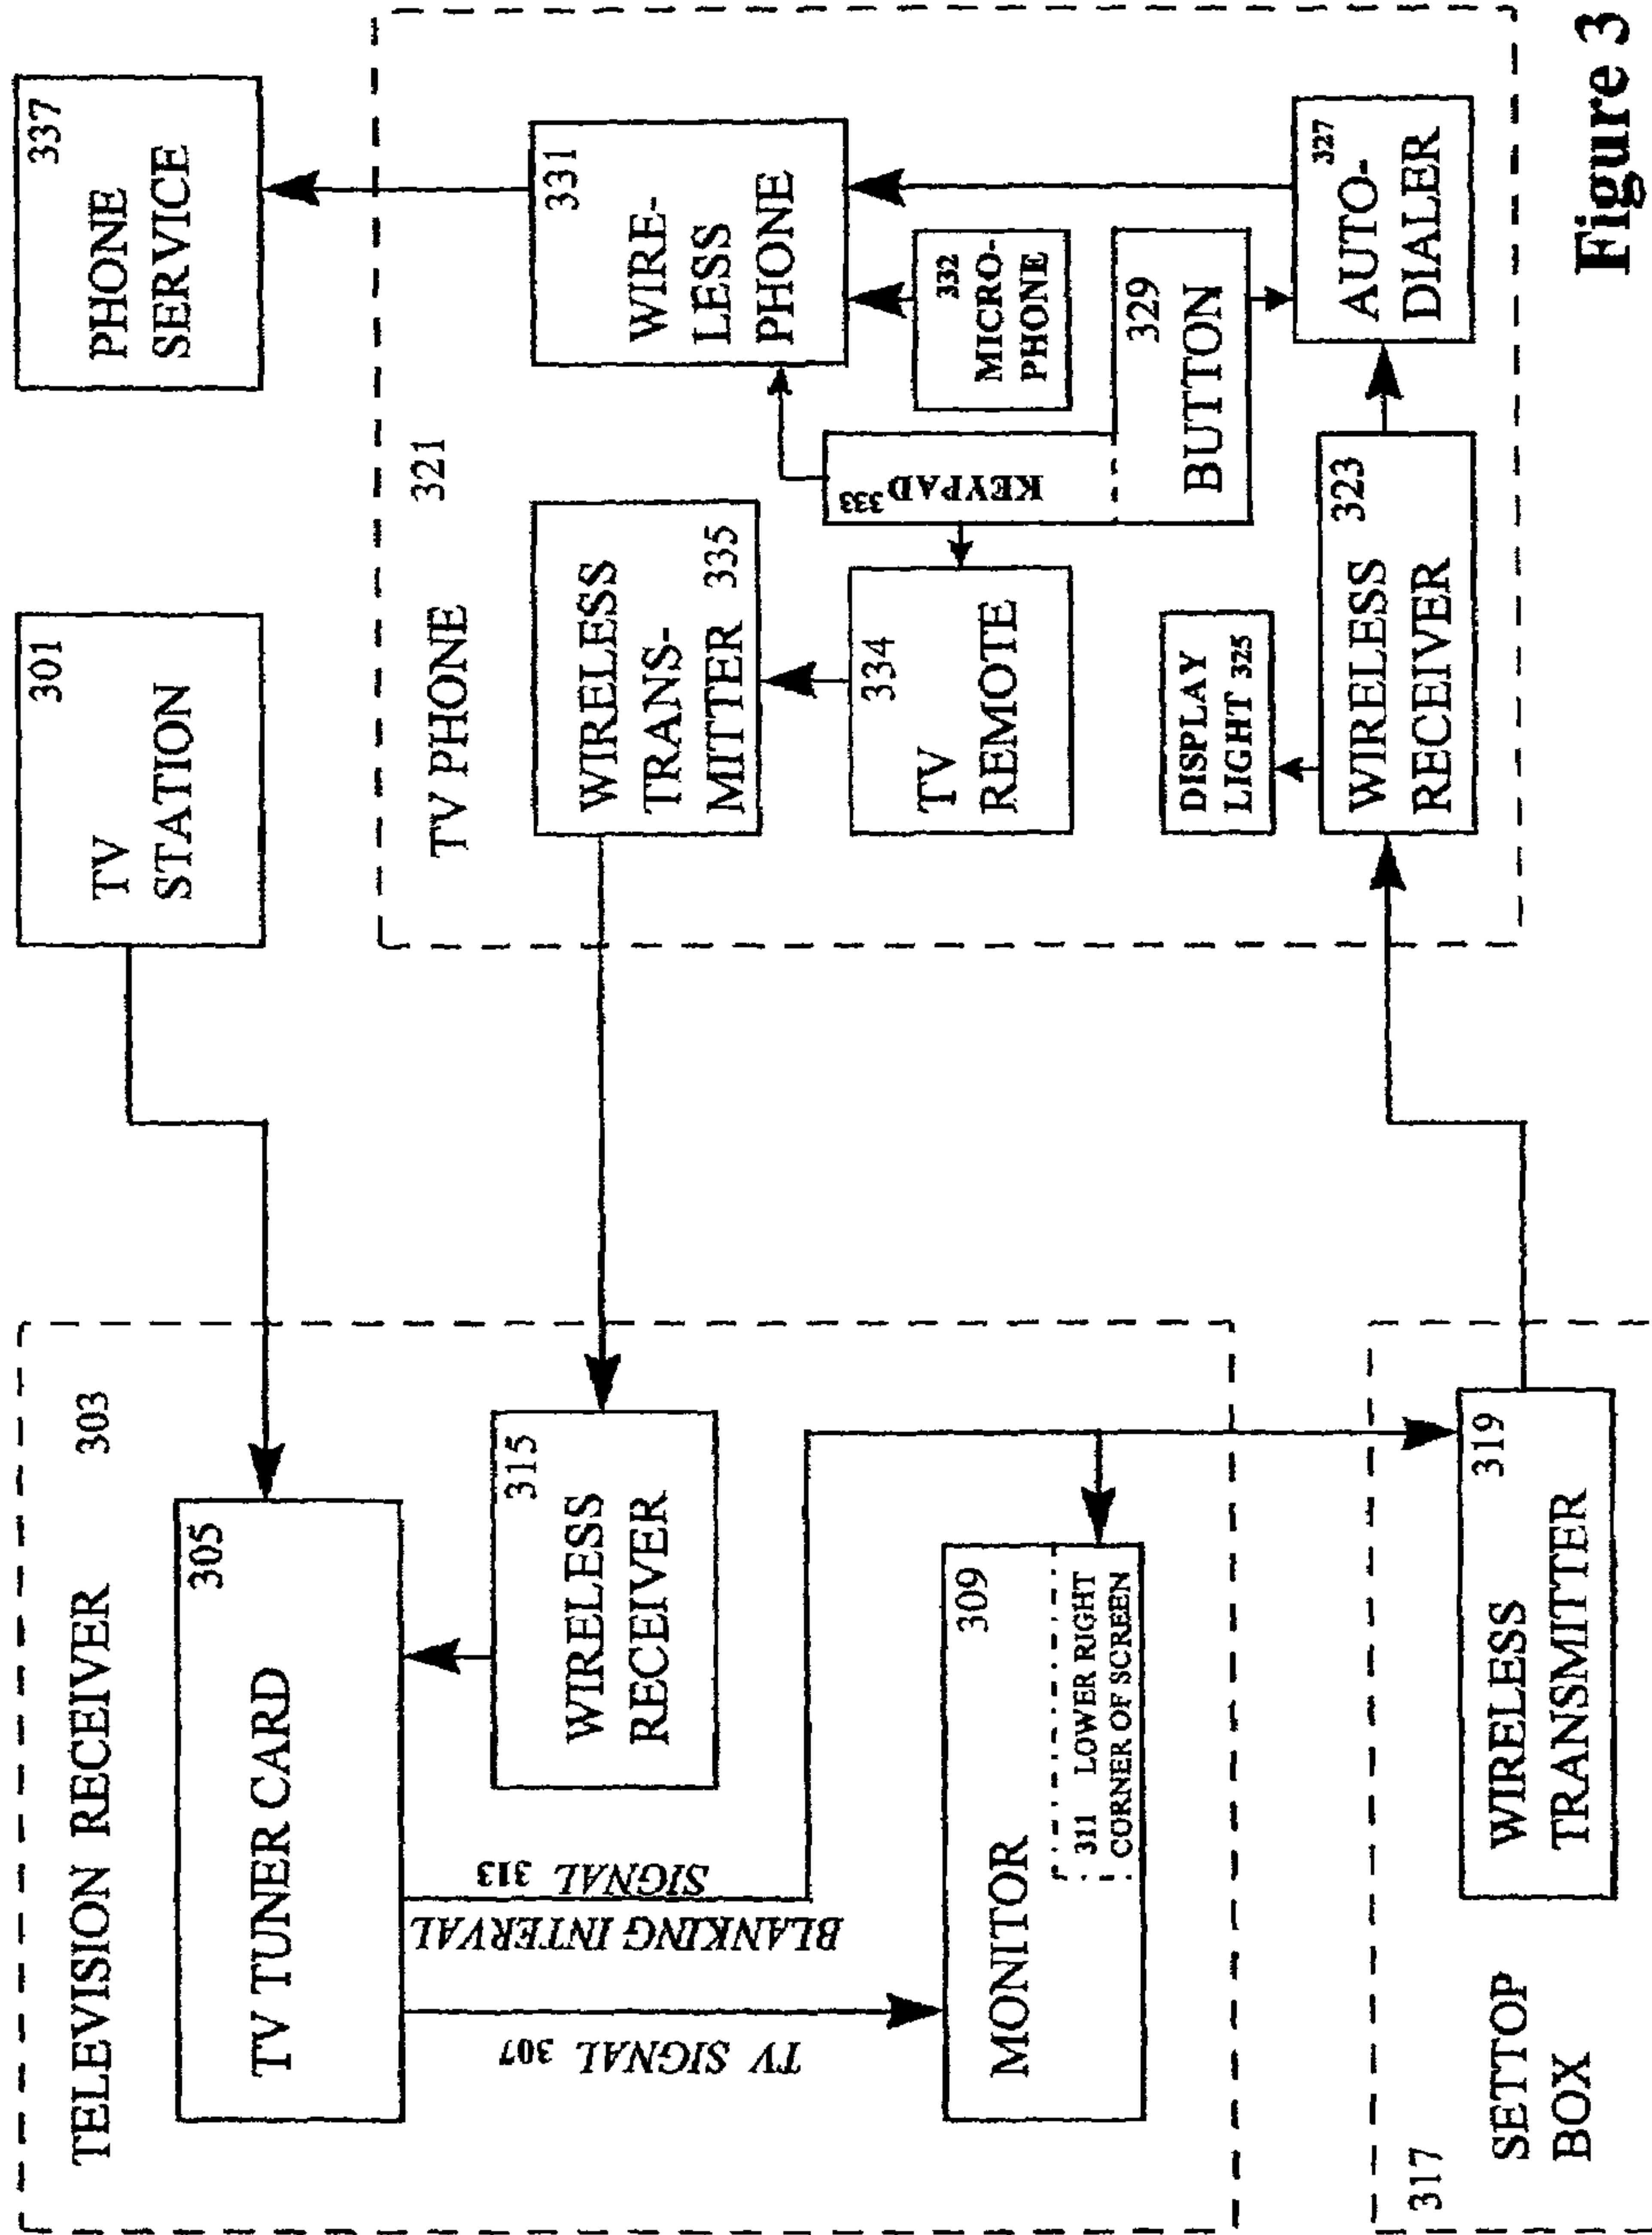 TELEVISION RECEIVER 303
305
TV TUNER CARD
TV SIGNAL 307
BLANKING INTERVAL
SIGNAL 313
315
WIRELESS
RECEIVER
309
MONITOR
311 LOWER RIGHT
CORNER OF SCREEN
317
SETTOP
BOX
319
WIRELESS
TRANSMITTER
301
TV
STATION
337
PHONE
SERVICE
TV PHONE 321
WIRELESS
TRANS-
MITTER 335
331
WIRE-
LESS
PHONE
334
TV
REMOTE
KEYPAD 333
332
MICRO-
PHONE
329
BUTTON
DISPLAY
LIGHT 325
323
WIRELESS
RECEIVER
327
AUTO-
DIALER
Figure 3